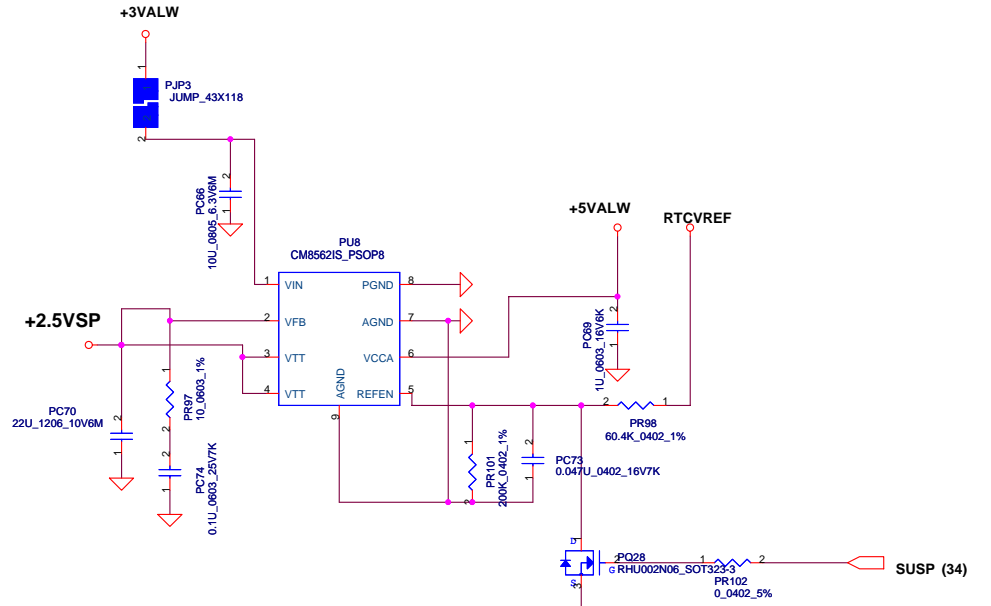 +3VALW
1
PJP3
JUMP_43X118
1
2
2
2
PC66
10U_0805_6.3V6M
1
+5VALW
RTCVREF
PU8
CM8562IS_PSOP8
1
VIN
PGND
8
+2.5VSP
2
VFB
AGND
7
3
VTT
VCCA
6
4
VTT
AGND
REFEN
5
9
2
PC69
1U_0603_16V6K
1
1
PR97
10_0603_1%
2
PC70
22U_1206_10V6M
2
1
2
PC74
0.1U_0603_25V7K
1
1
PR101
200K_0402_1%
2
2
PC73
0.047U_0402_16V7K
1
2
1
PR98
60.4K_0402_1%
D
1
PQ28
RHU002N06_SOT323-3
2
G
S
3
1
2
PR102
0_0402_5%
SUSP (34)